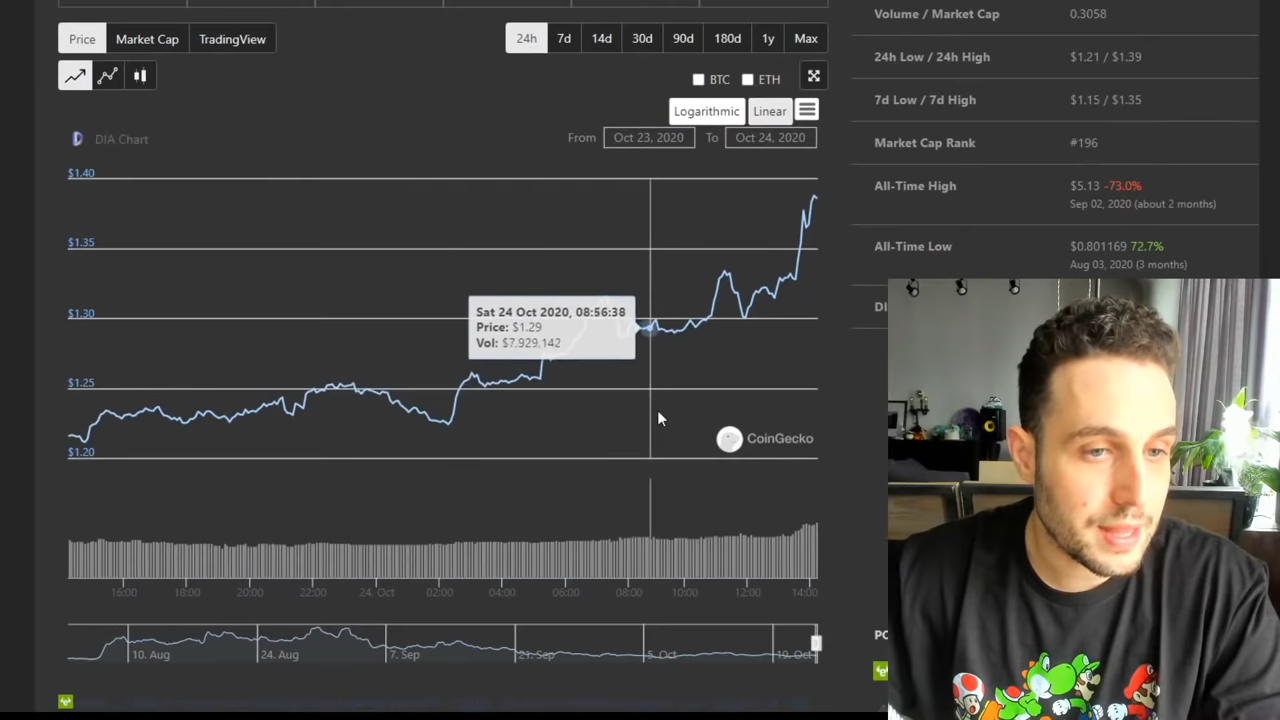 Volume / Market Cap 0.3058
Price Market Cap TradingView 24h 7d 14d 30d 90d 180d 1y Max
24h Low / 24h High $1.21 / $1.39
BTC ETH
7d Low / 7d High $1.15 / $1.35
Logarithmic Linear
DIA Chart From Oct 23, 2020 To Oct 24, 2020
Market Cap Rank #196
$1.40
All-Time High $5.13 -73.0%
Sep 02, 2020 (about 2 months)
$1.35
All-Time Low $0.801169 72.7%
Aug 03, 2020 (3 months)
$1.30
Sat 24 Oct 2020, 08:56:38
Price: $1.29
Vol: $7,929,142
$1.25
CoinGecko
$1.20
16:00 18:00 20:00 22:00 24. Oct 02:00 04:00 06:00 08:00 10:00 12:00 14:00
10. Aug 24. Aug 7. Sep 21. Sep 5. Oct 19. Oct